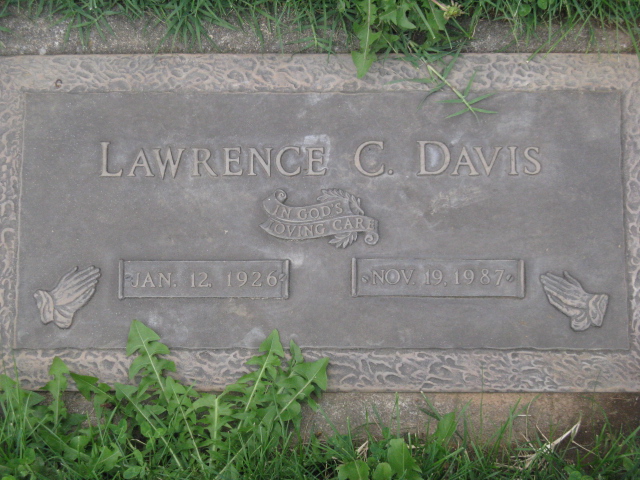 LAWRENCE C. DAVIS
IN GOD'S
LOVING CARE
JAN. 12, 1926
NOV. 19, 1987